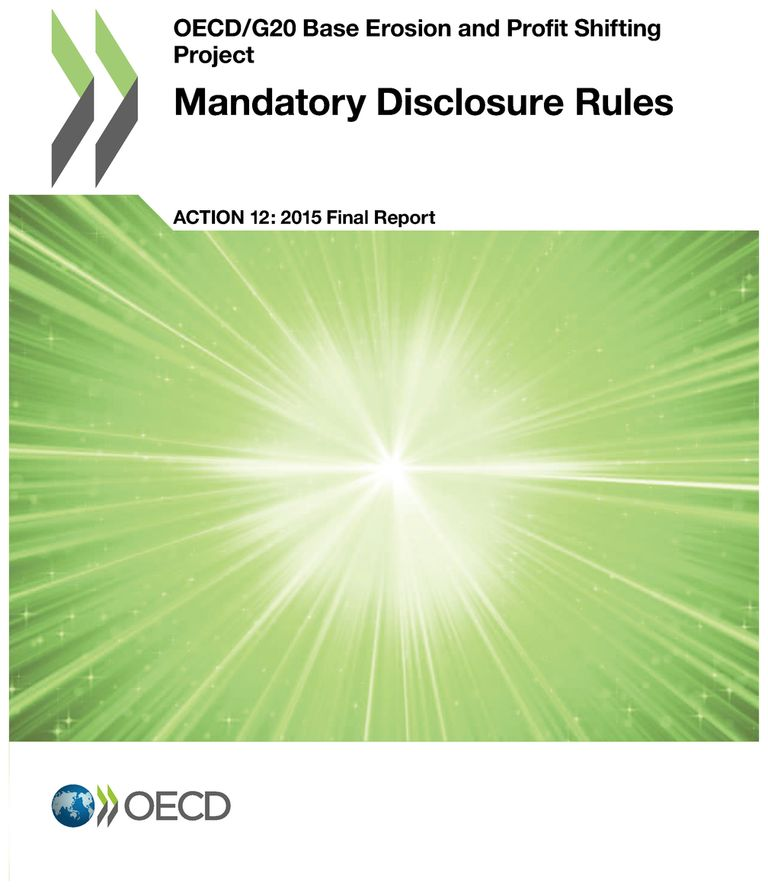 OECD/G20 Base Erosion and Profit Shifting
Project
Mandatory Disclosure Rules
ACTION 12: 2015 Final Report
OECD